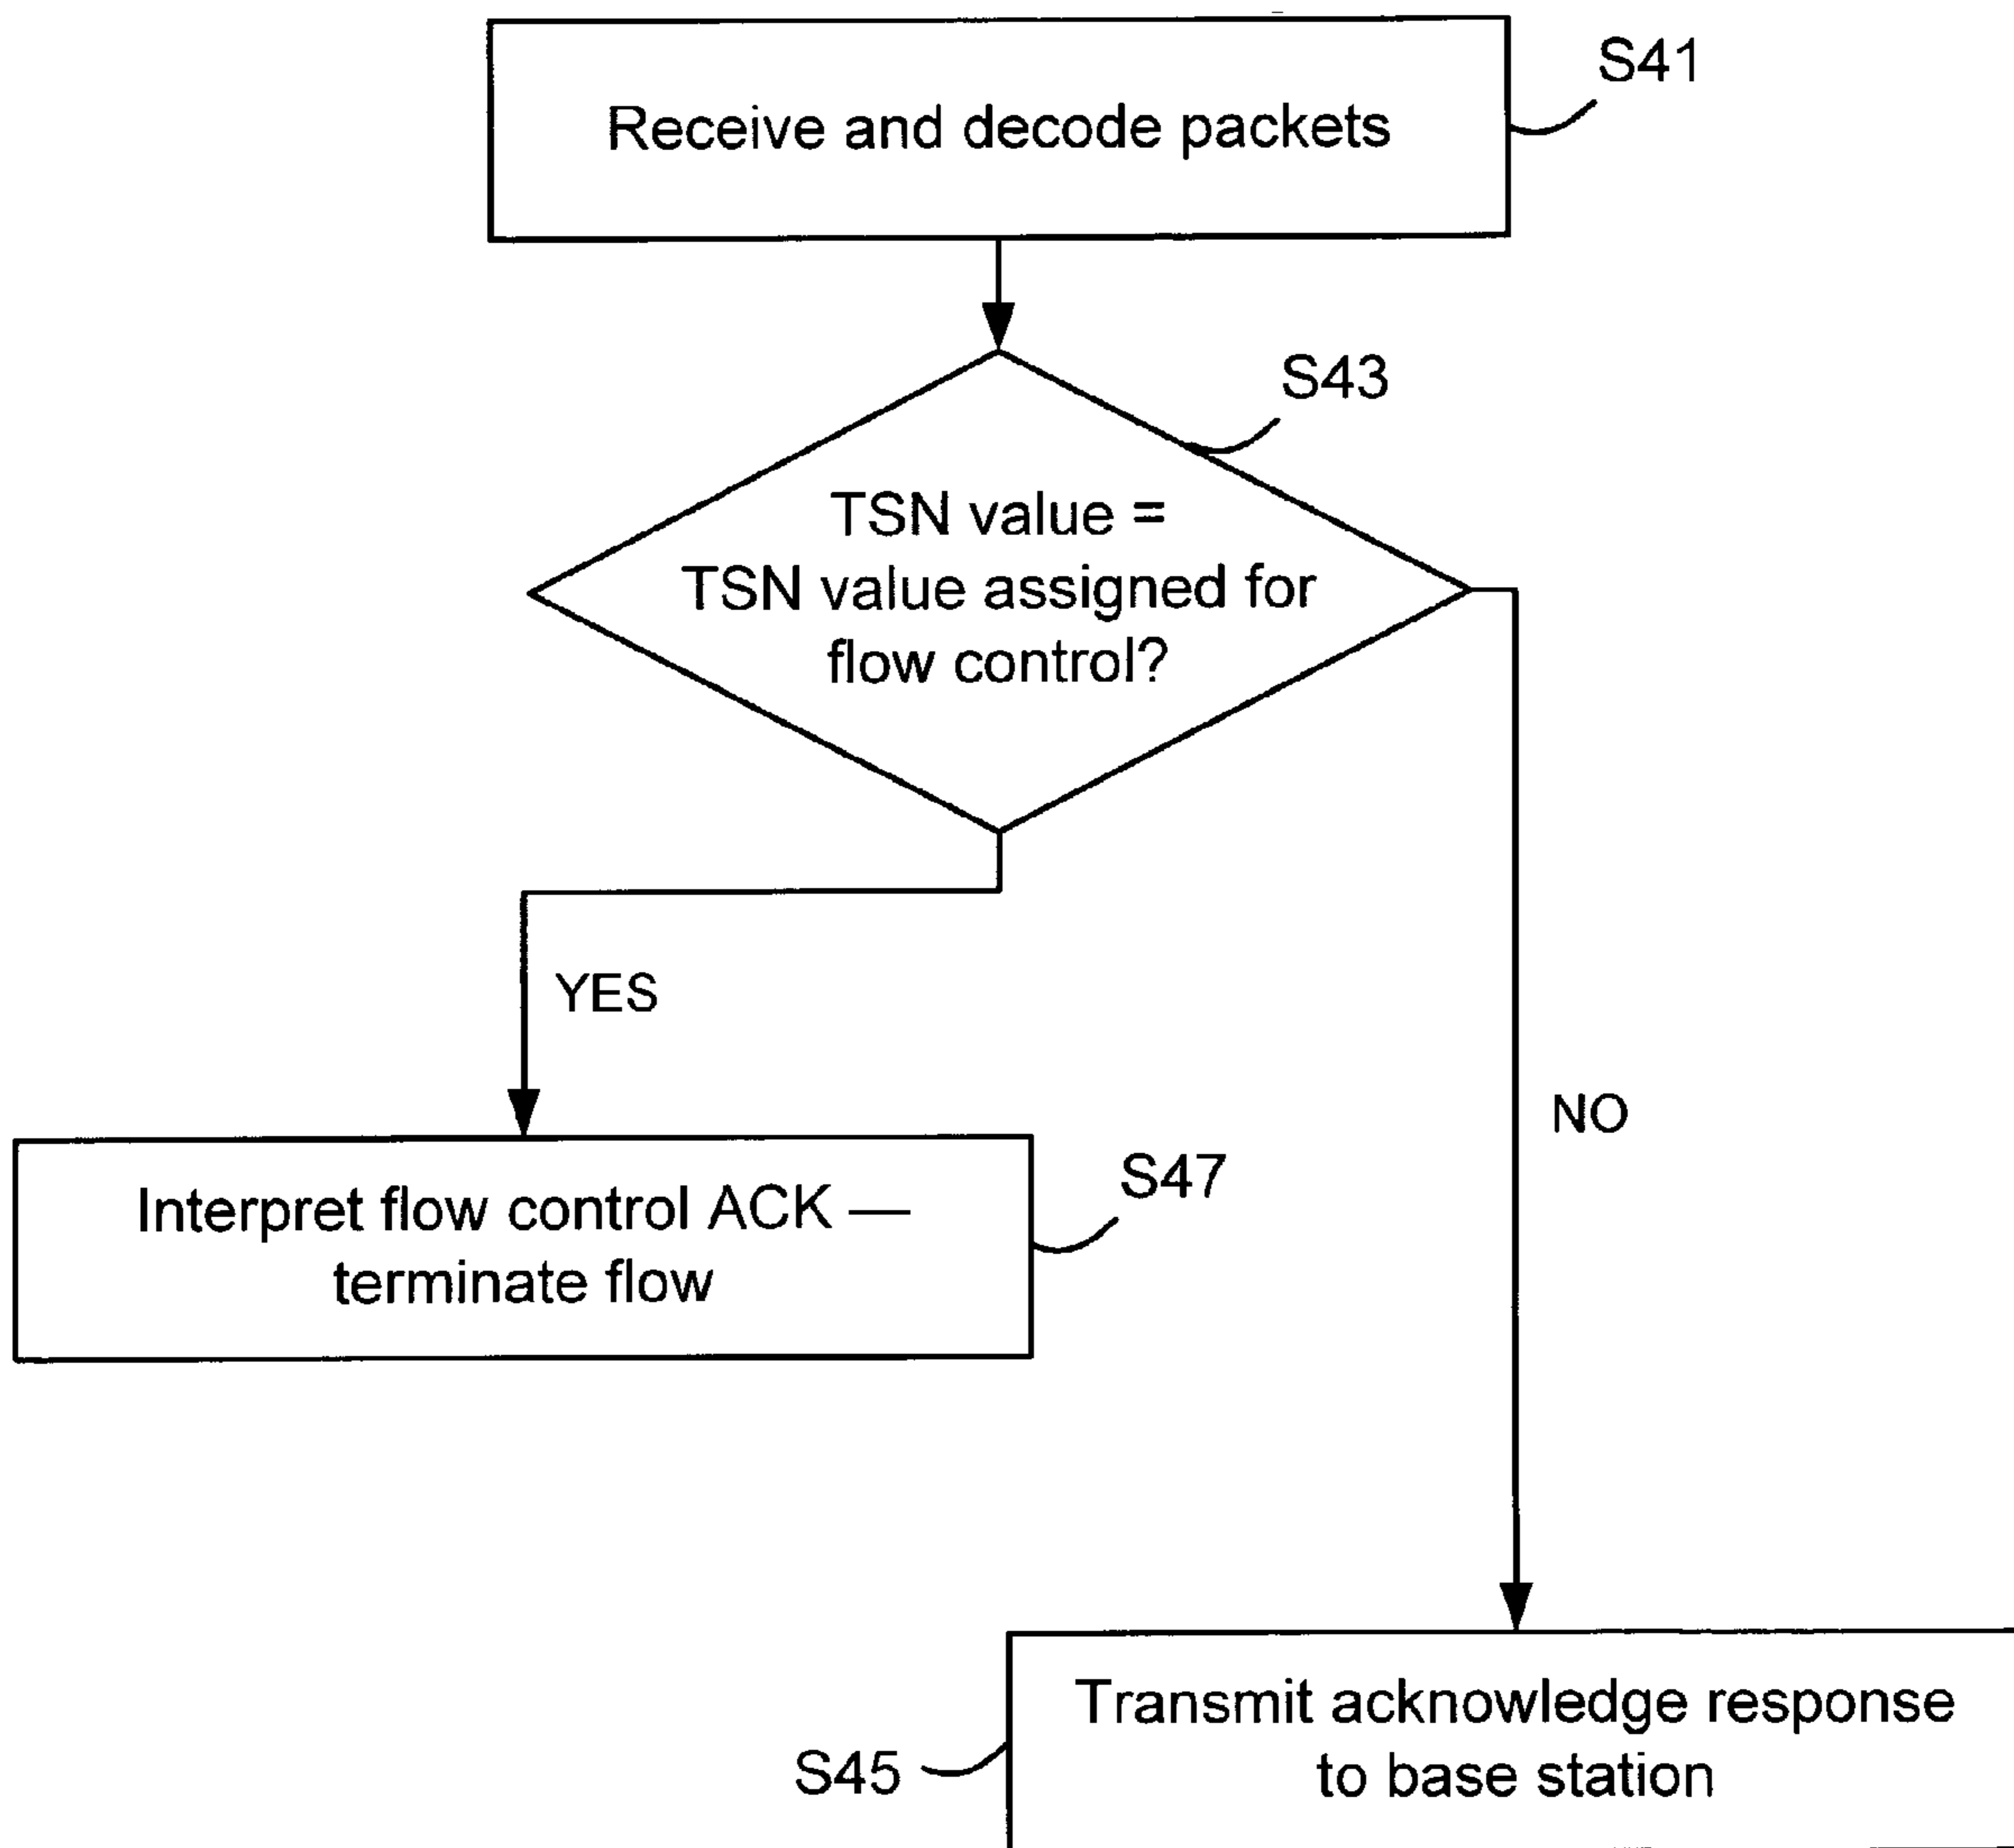 Receive and decode packets
S41
S43
TSN value =
TSN value assigned for
flow control?
YES
NO
Interpret flow control ACK —
terminate flow
S47
Transmit acknowledge response
to base station
S45